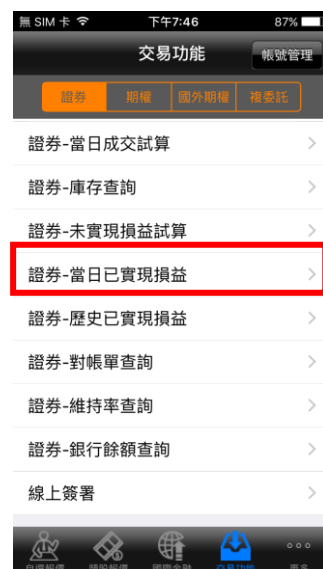 無 SIM 卡 下午7:46 87%
交易功能 帳號管理
證券 期權 國外期權 複委託
證券-當日成交試算
證券-庫存查詢
證券-未實現損益試算
證券-當日已實現損益
證券-歷史已實現損益
證券-對帳單查詢
證券-維持率查詢
證券-銀行餘額查詢
線上簽署